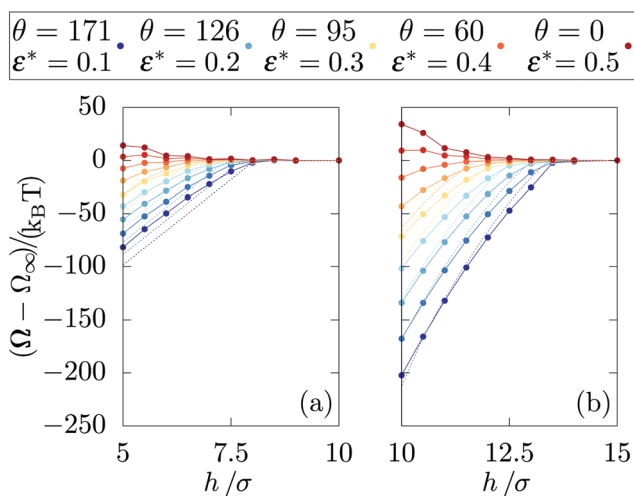 θ = 171 θ = 126 θ = 95 θ = 60 θ = 0
ε* = 0.1 ε* = 0.2 ε* = 0.3 ε* = 0.4 ε* = 0.5
(Ω − Ω∞)/(kBT)
50
0
−50
−100
−150
−200
−250
(a) (b)
5 7.5 10 10 12.5 15
h/σ h/σ